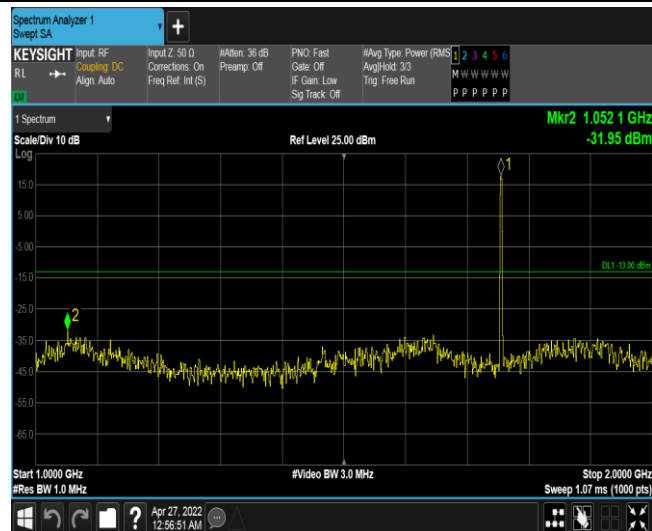 Spectrum Analyzer 1
Swept SA
+
KEYSIGHT
RL
Input: RF
Coupling: DC
Align: Auto
Input Z: 50 Ω
Corrections: On
Freq Ref: Int (S)
#Atten: 36 dB
Preamp: Off
PNO: Fast
Gate: Off
IF Gain: Low
Sig Track: Off
#Avg Type: Power (RMS
Avg|Hold: 3/3
Trig: Free Run
1 2 3 4 5 6
M W W W W W
P P P P P P
1 Spectrum
Mkr2 1.052 1 GHz
Scale/Div 10 dB
Ref Level 25.00 dBm
-31.95 dBm
Log
1
15.0
5.00
-5.00
DL1 -13.00 dBm
-15.0
-25.0
2
-35.0
-45.0
-55.0
-65.0
Start 1.0000 GHz
#Video BW 3.0 MHz
Stop 2.0000 GHz
#Res BW 1.0 MHz
Sweep 1.07 ms (1000 pts)
?
Apr 27, 2022
12:56:51 AM